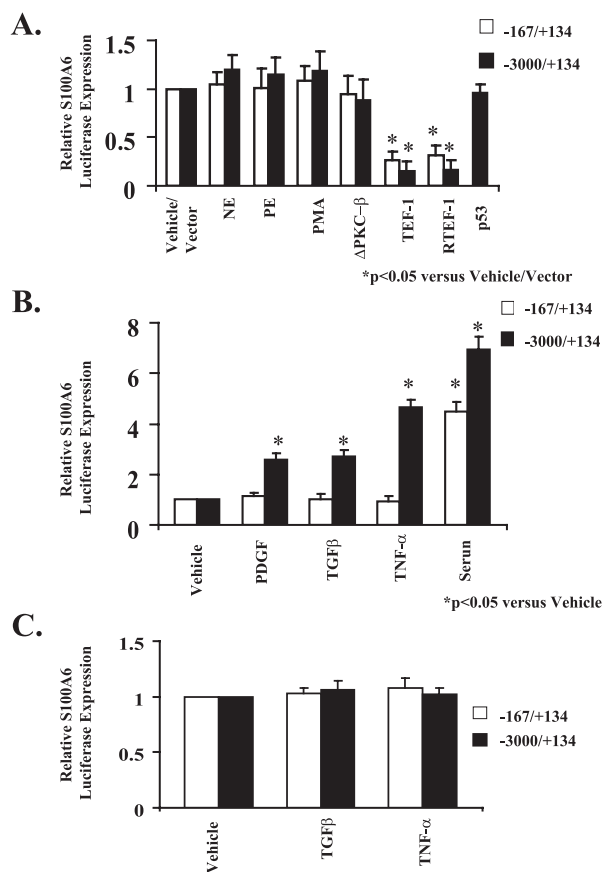 A.
-167/+134
-3000/+134
Relative S100A6
Luciferase Expression
1.5
1
0.5
0
* * * *
Vehicle/
Vector
NE
PE
PMA
ΔPKC-β
TEF-1
RTEF-1
p53
*p<0.05 versus Vehicle/Vector
B.
-167/+134
-3000/+134
Relative S100A6
Luciferase Expression
8
6
4
2
0
* * * * *
Vehicle
PDGF
TGFβ
TNF-α
Serun
*p<0.05 versus Vehicle
C.
-167/+134
-3000/+134
Relative S100A6
Luciferase Expression
1.5
1
0.5
0
Vehicle
TGFβ
TNF-α